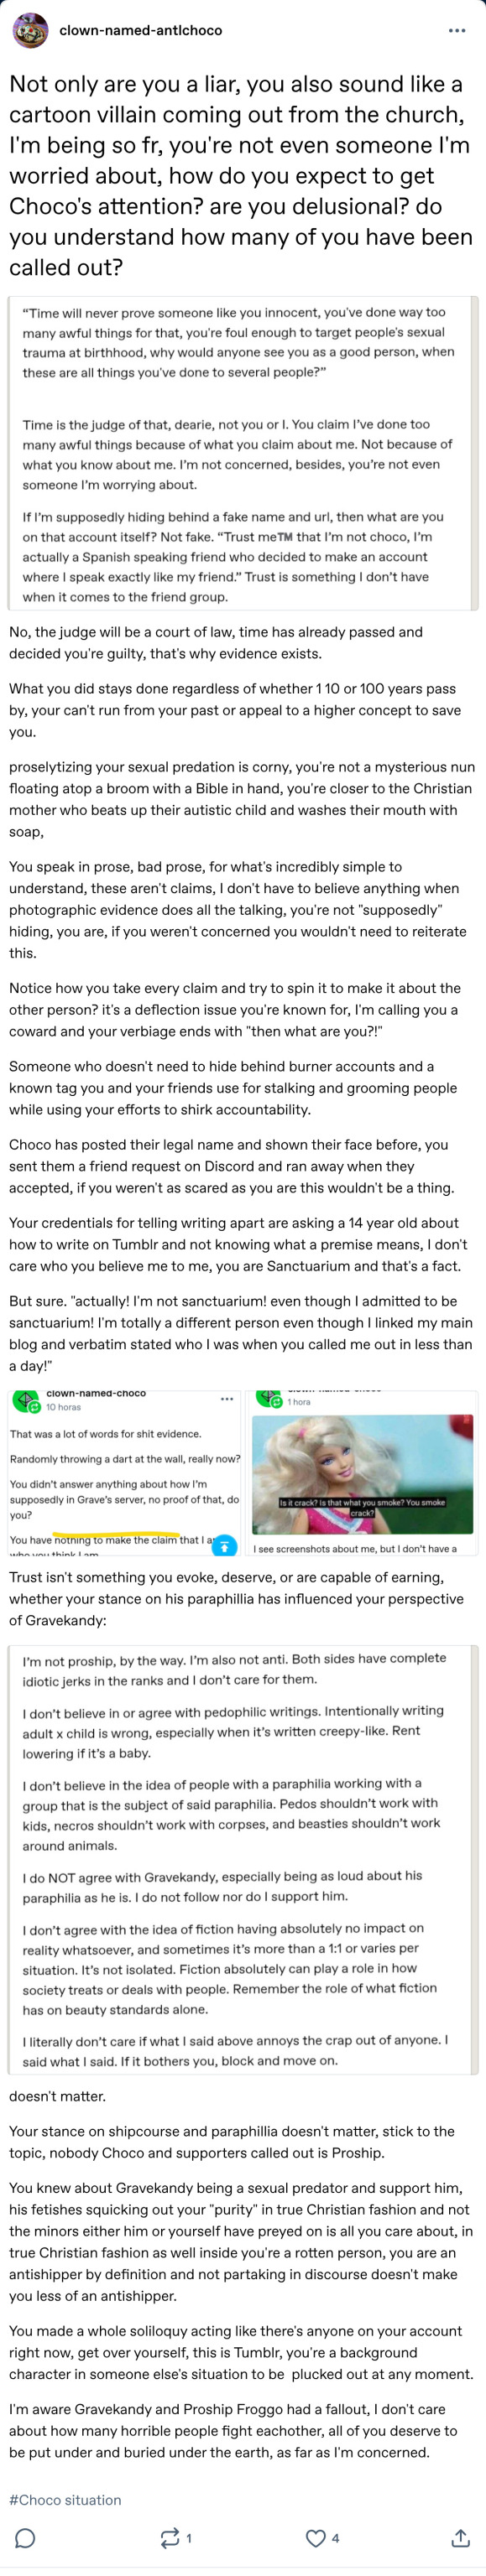 clown-named-antIchoco
Not only are you a liar, you also sound like a
cartoon villain coming out from the church,
I'm being so fr, you're not even someone I'm
worried about, how do you expect to get
Choco's attention? are you delusional? do
you understand how many of you have been
called out?
“Time will never prove someone like you innocent, you've done way too
many awful things for that, you're foul enough to target people's sexual
trauma at birthhood, why would anyone see you as a good person, when
these are all things you've done to several people?”
Time is the judge of that, dearie, not you or I. You claim I've done too
many awful things because of what you claim about me. Not because of
what you know about me. I'm not concerned, besides, you're not even
someone I'm worrying about.
If I'm supposedly hiding behind a fake name and url, then what are you
on that account itself? Not fake. “Trust me™ that I'm not choco, I'm
actually a Spanish speaking friend who decided to make an account
where I speak exactly like my friend.” Trust is something I don't have
when it comes to the friend group.
No, the judge will be a court of law, time has already passed and
decided you're guilty, that's why evidence exists.
What you did stays done regardless of whether 1 10 or 100 years pass
by, your can't run from your past or appeal to a higher concept to save
you.
proselytizing your sexual predation is corny, you're not a mysterious nun
floating atop a broom with a Bible in hand, you're closer to the Christian
mother who beats up their autistic child and washes their mouth with
soap,
You speak in prose, bad prose, for what's incredibly simple to
understand, these aren't claims, I don't have to believe anything when
photographic evidence does all the talking, you're not "supposedly"
hiding, you are, if you weren't concerned you wouldn't need to reiterate
this.
Notice how you take every claim and try to spin it to make it about the
other person? it's a deflection issue you're known for, I'm calling you a
coward and your verbiage ends with "then what are you?!"
Someone who doesn't need to hide behind burner accounts and a
known tag you and your friends use for stalking and grooming people
while using your efforts to shirk accountability.
Choco has posted their legal name and shown their face before, you
sent them a friend request on Discord and ran away when they
accepted, if you weren't as scared as you are this wouldn't be a thing.
Your credentials for telling writing apart are asking a 14 year old about
how to write on Tumblr and not knowing what a premise means, I don't
care who you believe me to me, you are Sanctuarium and that's a fact.
But sure. "actually! I'm not sanctuarium! even though I admitted to be
sanctuarium! I'm totally a different person even though I linked my main
blog and verbatim stated who I was when you called me out in less than
a day!"
clown-named-choco
10 horas
That was a lot of words for shit evidence.
Randomly throwing a dart at the wall, really now?
You didn't answer anything about how I'm
supposedly in Grave's server, no proof of that, do
you?
You have nothing to make the claim that I a
who you think I am
1 hora
Is it crack? Is that what you smoke? You smoke
crack?
I see screenshots about me, but I don't have a
Trust isn't something you evoke, deserve, or are capable of earning,
whether your stance on his paraphillia has influenced your perspective
of Gravekandy:
I'm not proship, by the way. I'm also not anti. Both sides have complete
idiotic jerks in the ranks and I don't care for them.
I don't believe in or agree with pedophilic writings. Intentionally writing
adult x child is wrong, especially when it's written creepy-like. Rent
lowering if it's a baby.
I don't believe in the idea of people with a paraphilia working with a
group that is the subject of said paraphilia. Pedos shouldn't work with
kids, necros shouldn't work with corpses, and beasties shouldn't work
around animals.
I do NOT agree with Gravekandy, especially being as loud about his
paraphilia as he is. I do not follow nor do I support him.
I don't agree with the idea of fiction having absolutely no impact on
reality whatsoever, and sometimes it's more than a 1:1 or varies per
situation. It's not isolated. Fiction absolutely can play a role in how
society treats or deals with people. Remember the role of what fiction
has on beauty standards alone.
I literally don't care if what I said above annoys the crap out of anyone. I
said what I said. If it bothers you, block and move on.
doesn't matter.
Your stance on shipcourse and paraphillia doesn't matter, stick to the
topic, nobody Choco and supporters called out is Proship.
You knew about Gravekandy being a sexual predator and support him,
his fetishes squicking out your "purity" in true Christian fashion and not
the minors either him or yourself have preyed on is all you care about, in
true Christian fashion as well inside you're a rotten person, you are an
antishipper by definition and not partaking in discourse doesn't make
you less of an antishipper.
You made a whole soliloquy acting like there's anyone on your account
right now, get over yourself, this is Tumblr, you're a background
character in someone else's situation to be plucked out at any moment.
I'm aware Gravekandy and Proship Froggo had a fallout, I don't care
about how many horrible people fight eachother, all of you deserve to
be put under and buried under the earth, as far as I'm concerned.
#Choco situation
1
4